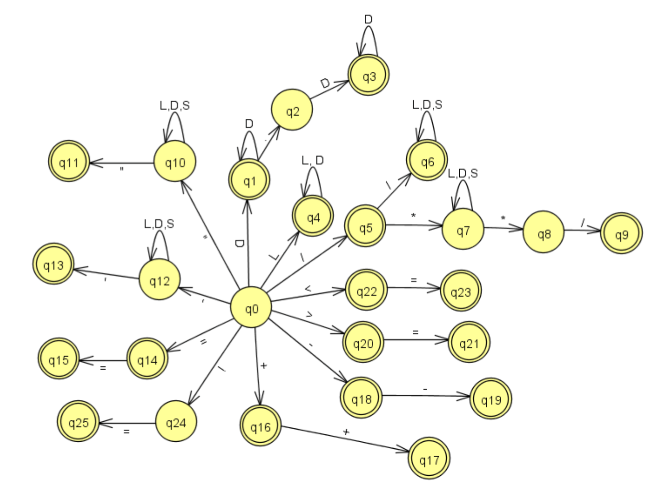 D
q3
D
q2
L,D,S
D
L,D,S
q11
"
q10
q1
/
q6
L, D
L,D,S
q4
q5
*
q7
*
q8
/
q9
"
D
L
/
L,D,S
q13
'
q12
'
q0
<
q22
=
q23
>
q20
=
q21
q15
=
q14
=
-
q18
-
q19
+
q25
=
q24
q16
+
q17